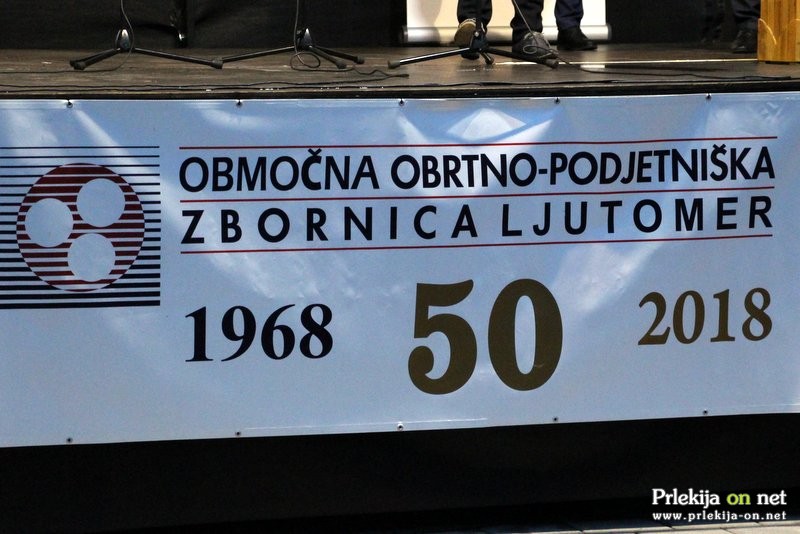 OBMOČNA OBRTNO-PODJETNIŠKA
ZBORNICA LJUTOMER
1968 50 2018
Prlekija on net
www.prlekija-on.net